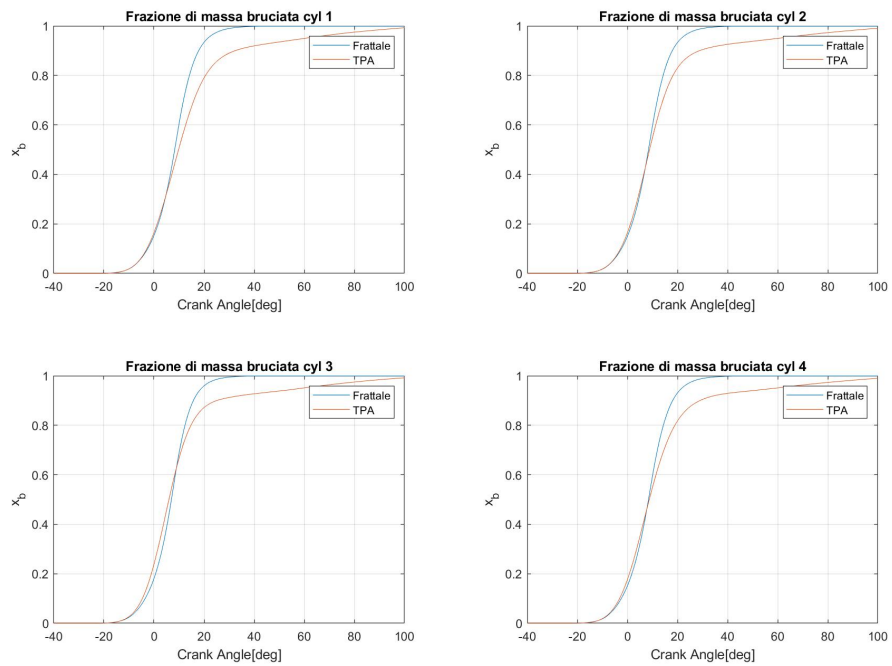 Frazione di massa bruciata cyl 1
1
0.8
0.6
0.4
0.2
0
x_b
-40 -20 0 20 40 60 80 100
Crank Angle[deg]
Frattale
TPA
Frazione di massa bruciata cyl 2
1
0.8
0.6
0.4
0.2
0
x_b
-40 -20 0 20 40 60 80 100
Crank Angle[deg]
Frattale
TPA
Frazione di massa bruciata cyl 3
1
0.8
0.6
0.4
0.2
0
x_b
-40 -20 0 20 40 60 80 100
Crank Angle[deg]
Frattale
TPA
Frazione di massa bruciata cyl 4
1
0.8
0.6
0.4
0.2
0
x_b
-40 -20 0 20 40 60 80 100
Crank Angle[deg]
Frattale
TPA